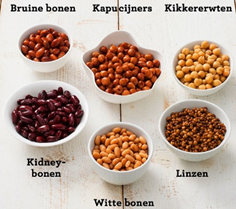 Bruine bonen
Kapucijners
Kikkererwten
Kidney-
bonen
Linzen
Witte bonen